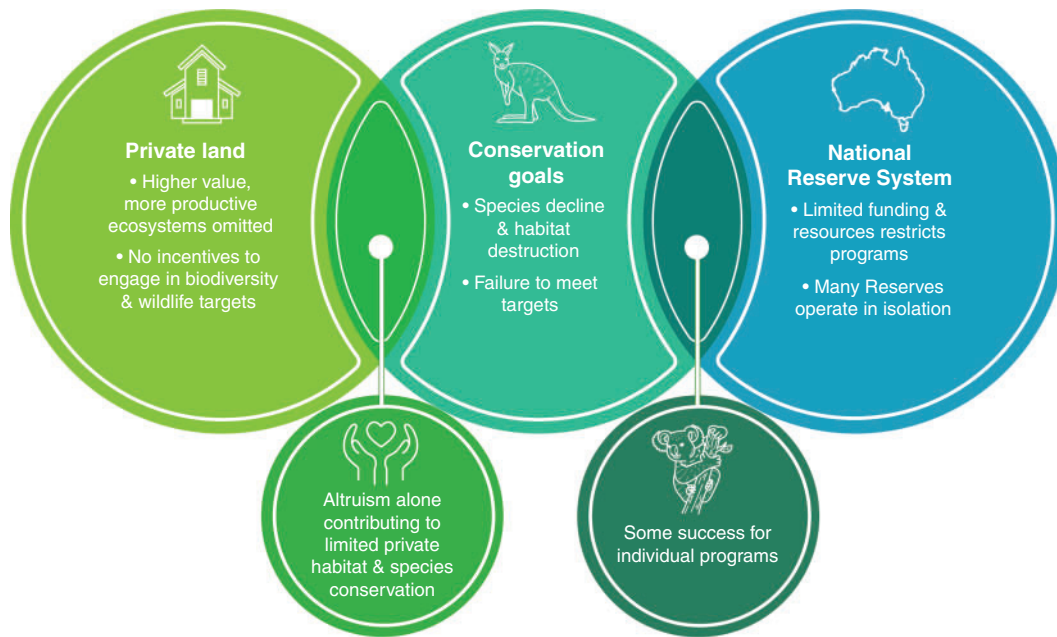 Private land
• Higher value,
more productive
ecosystems omitted
• No incentives to
engage in biodiversity
& wildlife targets
Conservation
goals
• Species decline
& habitat
destruction
• Failure to meet
targets
National
Reserve System
• Limited funding &
resources restricts
programs
• Many Reserves
operate in isolation
Altruism alone
contributing to
limited private
habitat & species
conservation
Some success for
individual programs